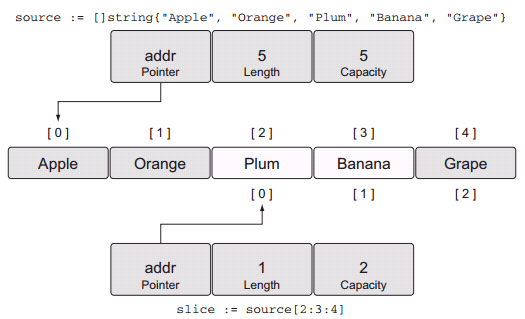 source := []string{"Apple", "Orange", "Plum", "Banana", "Grape"}
addr 5 5
Pointer Length Capacity
[0] [1] [2] [3] [4]
Apple Orange Plum Banana Grape
[0] [1] [2]
addr 1 2
Pointer Length Capacity
slice := source[2:3:4]